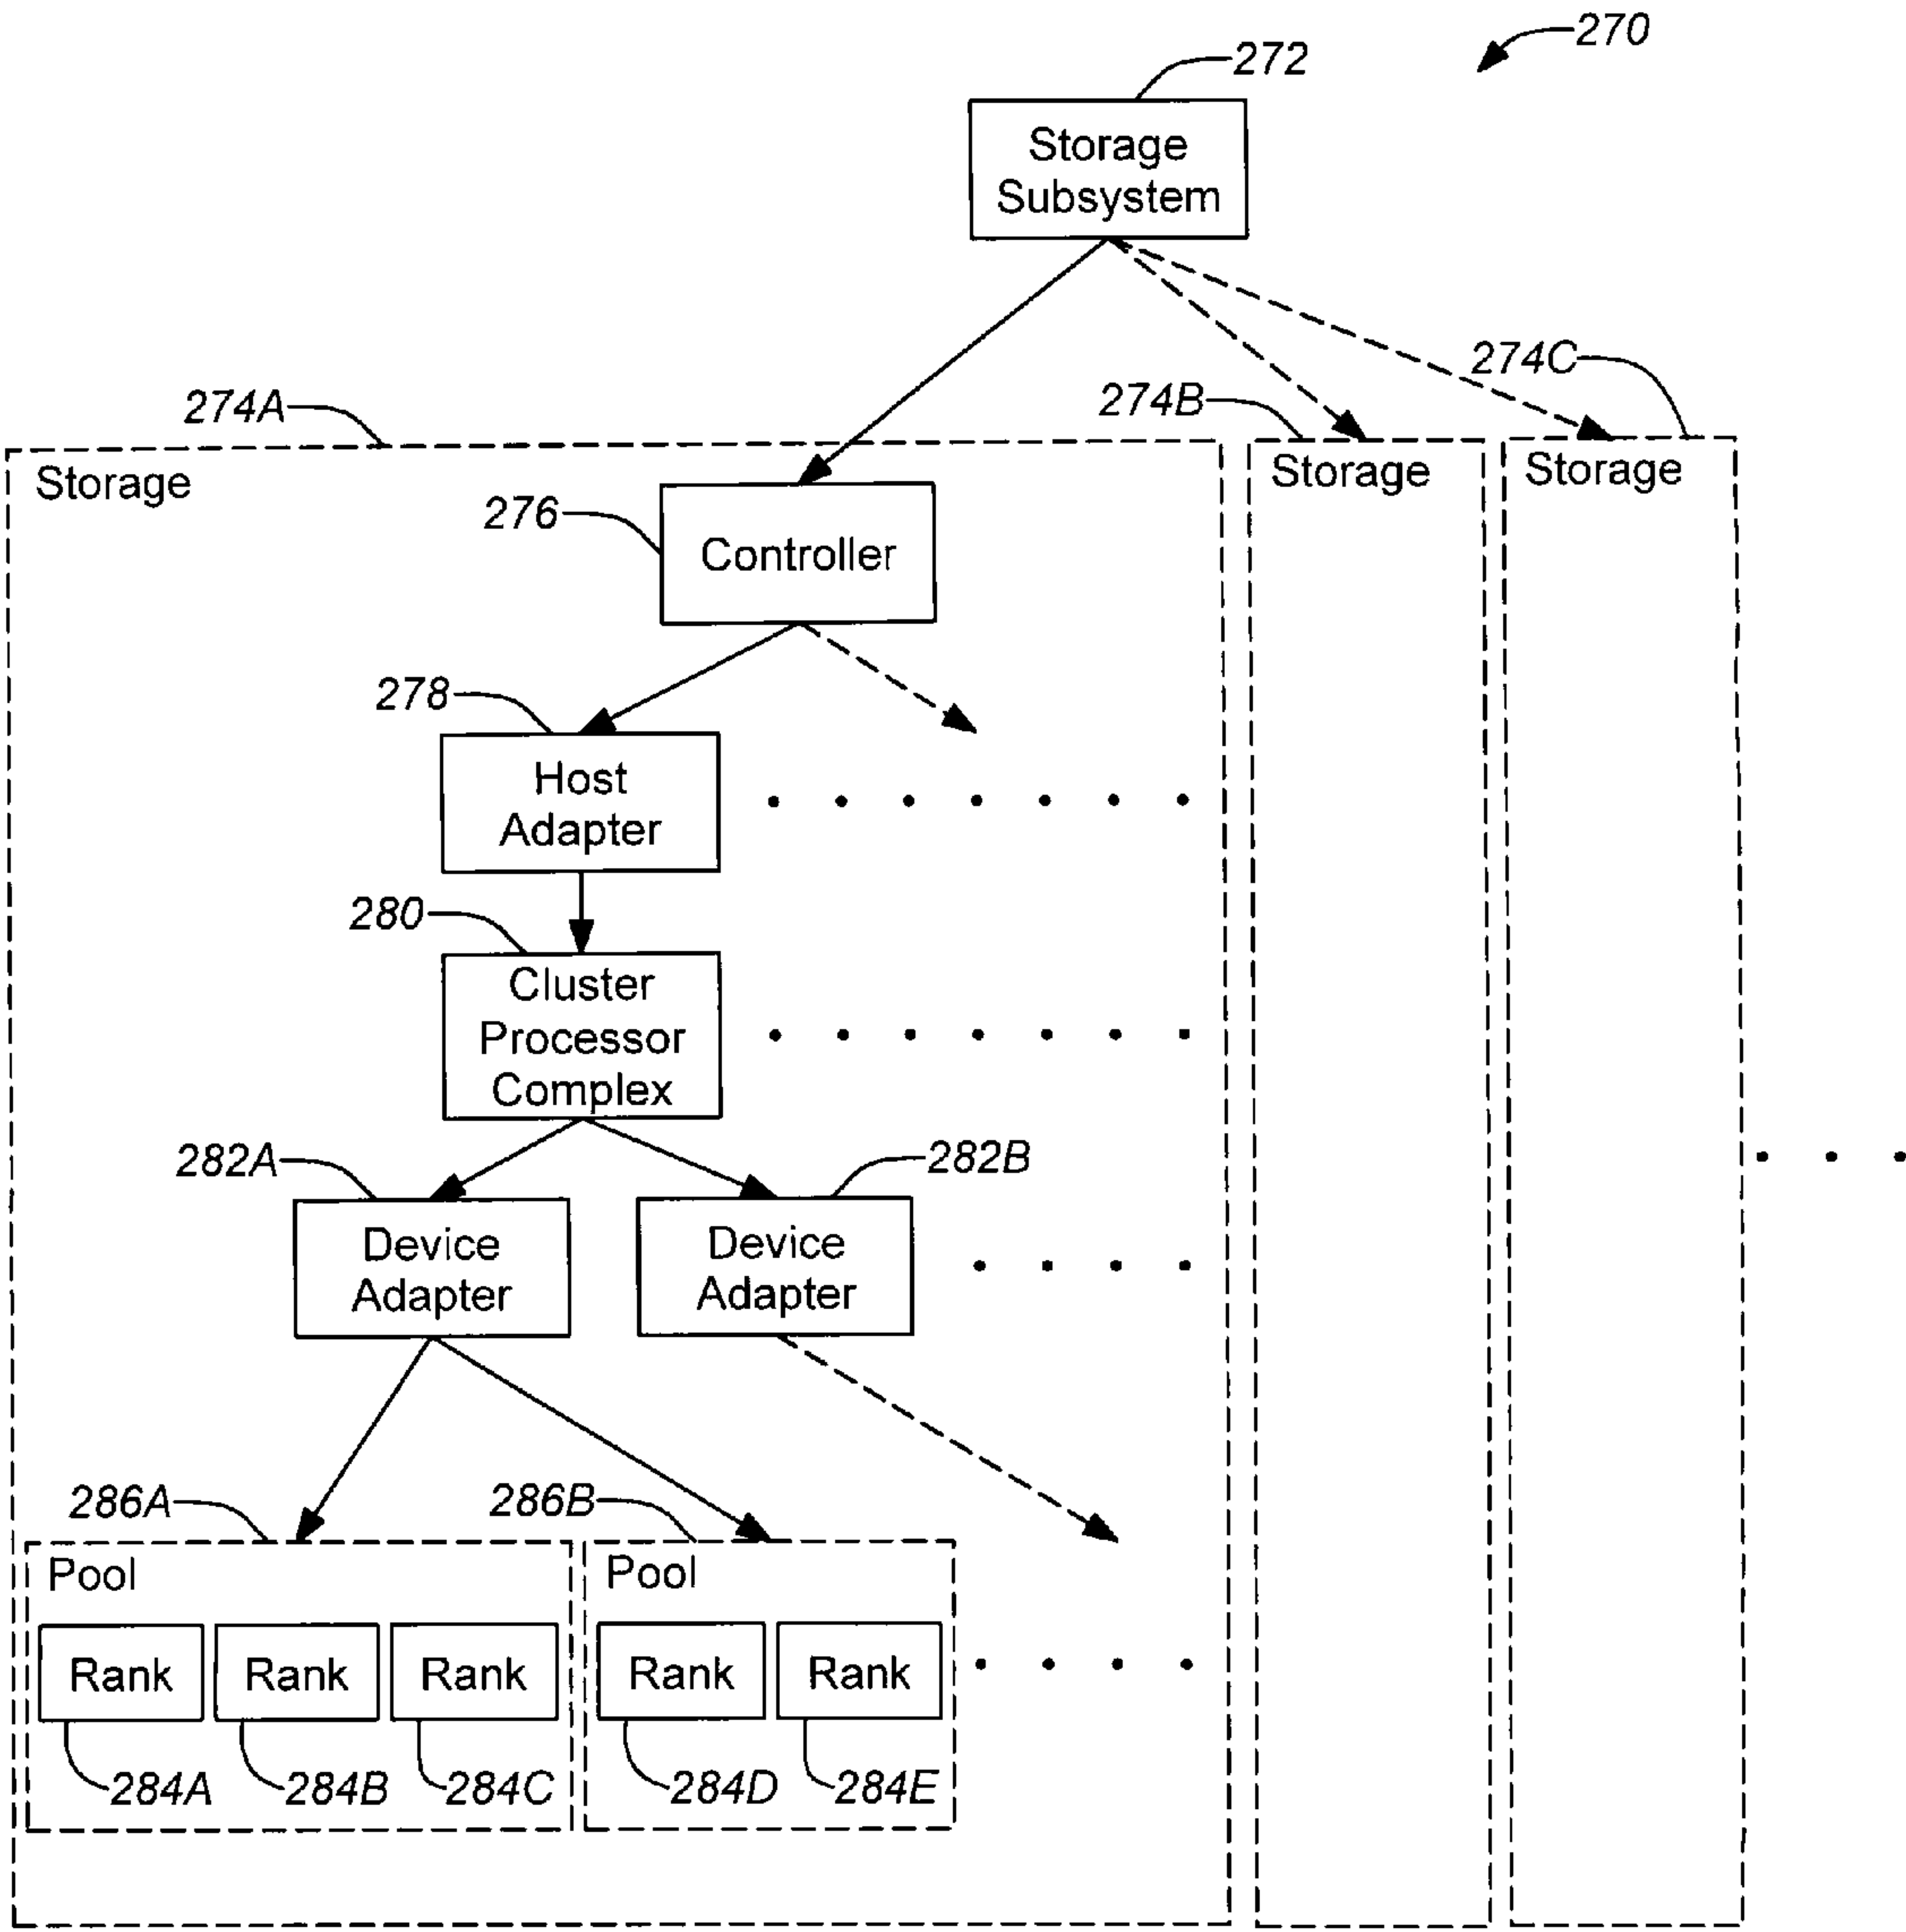 270
272
Storage
Subsystem
274A
274B
274C
Storage
Storage
Storage
276
Controller
278
Host
Adapter
280
Cluster
Processor
Complex
282A
282B
Device
Adapter
Device
Adapter
286A
286B
Pool
Pool
Rank
Rank
Rank
Rank
Rank
284A
284B
284C
284D
284E